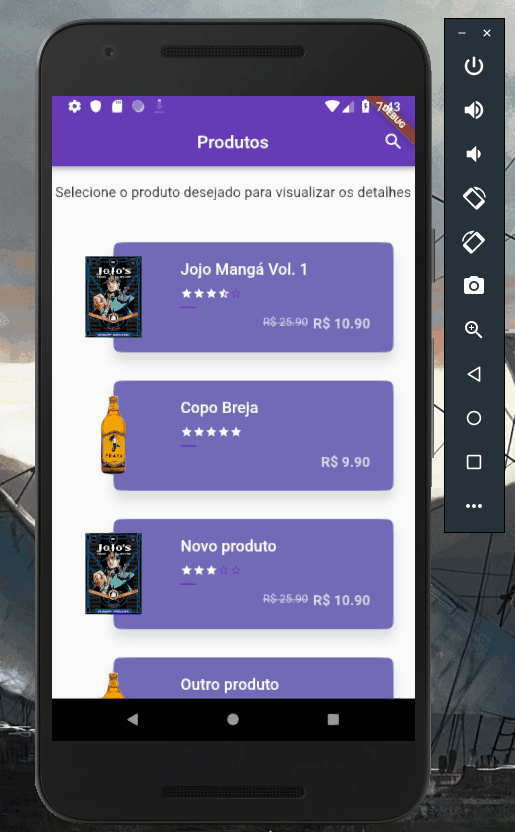 7:43
DEBUG
Produtos
Selecione o produto desejado para visualizar os detalhes
JoJo's
Jojo Mangá Vol. 1
R$ 25.90 R$ 10.90
Copo Breja
PRAYA
R$ 9.90
JoJo's
Novo produto
R$ 25.90 R$ 10.90
Outro produto